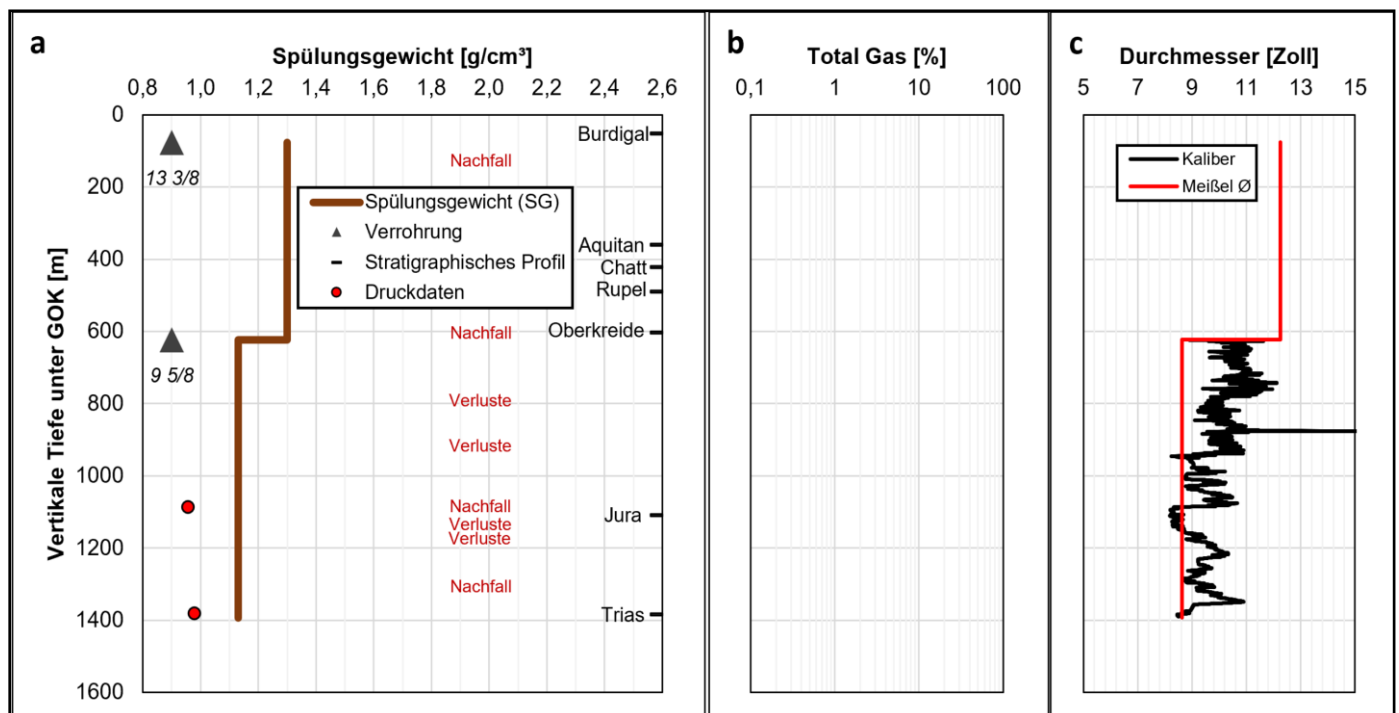 a
Spülungsgewicht [g/cm³]
0,8 1,0 1,2 1,4 1,6 1,8 2,0 2,2 2,4 2,6
Vertikale Tiefe unter GOK [m]
0
200
400
600
800
1000
1200
1400
1600
13 3/8
9 5/8
Spülungsgewicht (SG)
Verrohrung
Stratigraphisches Profil
Druckdaten
Nachfall
Nachfall
Verluste
Verluste
Nachfall
Verluste
Verluste
Nachfall
Burdigal
Aquitan
Chatt
Rupel
Oberkreide
Jura
Trias
b
Total Gas [%]
0,1 1 10 100
c
Durchmesser [Zoll]
5 7 9 11 13 15
Kaliber
Meißel Ø